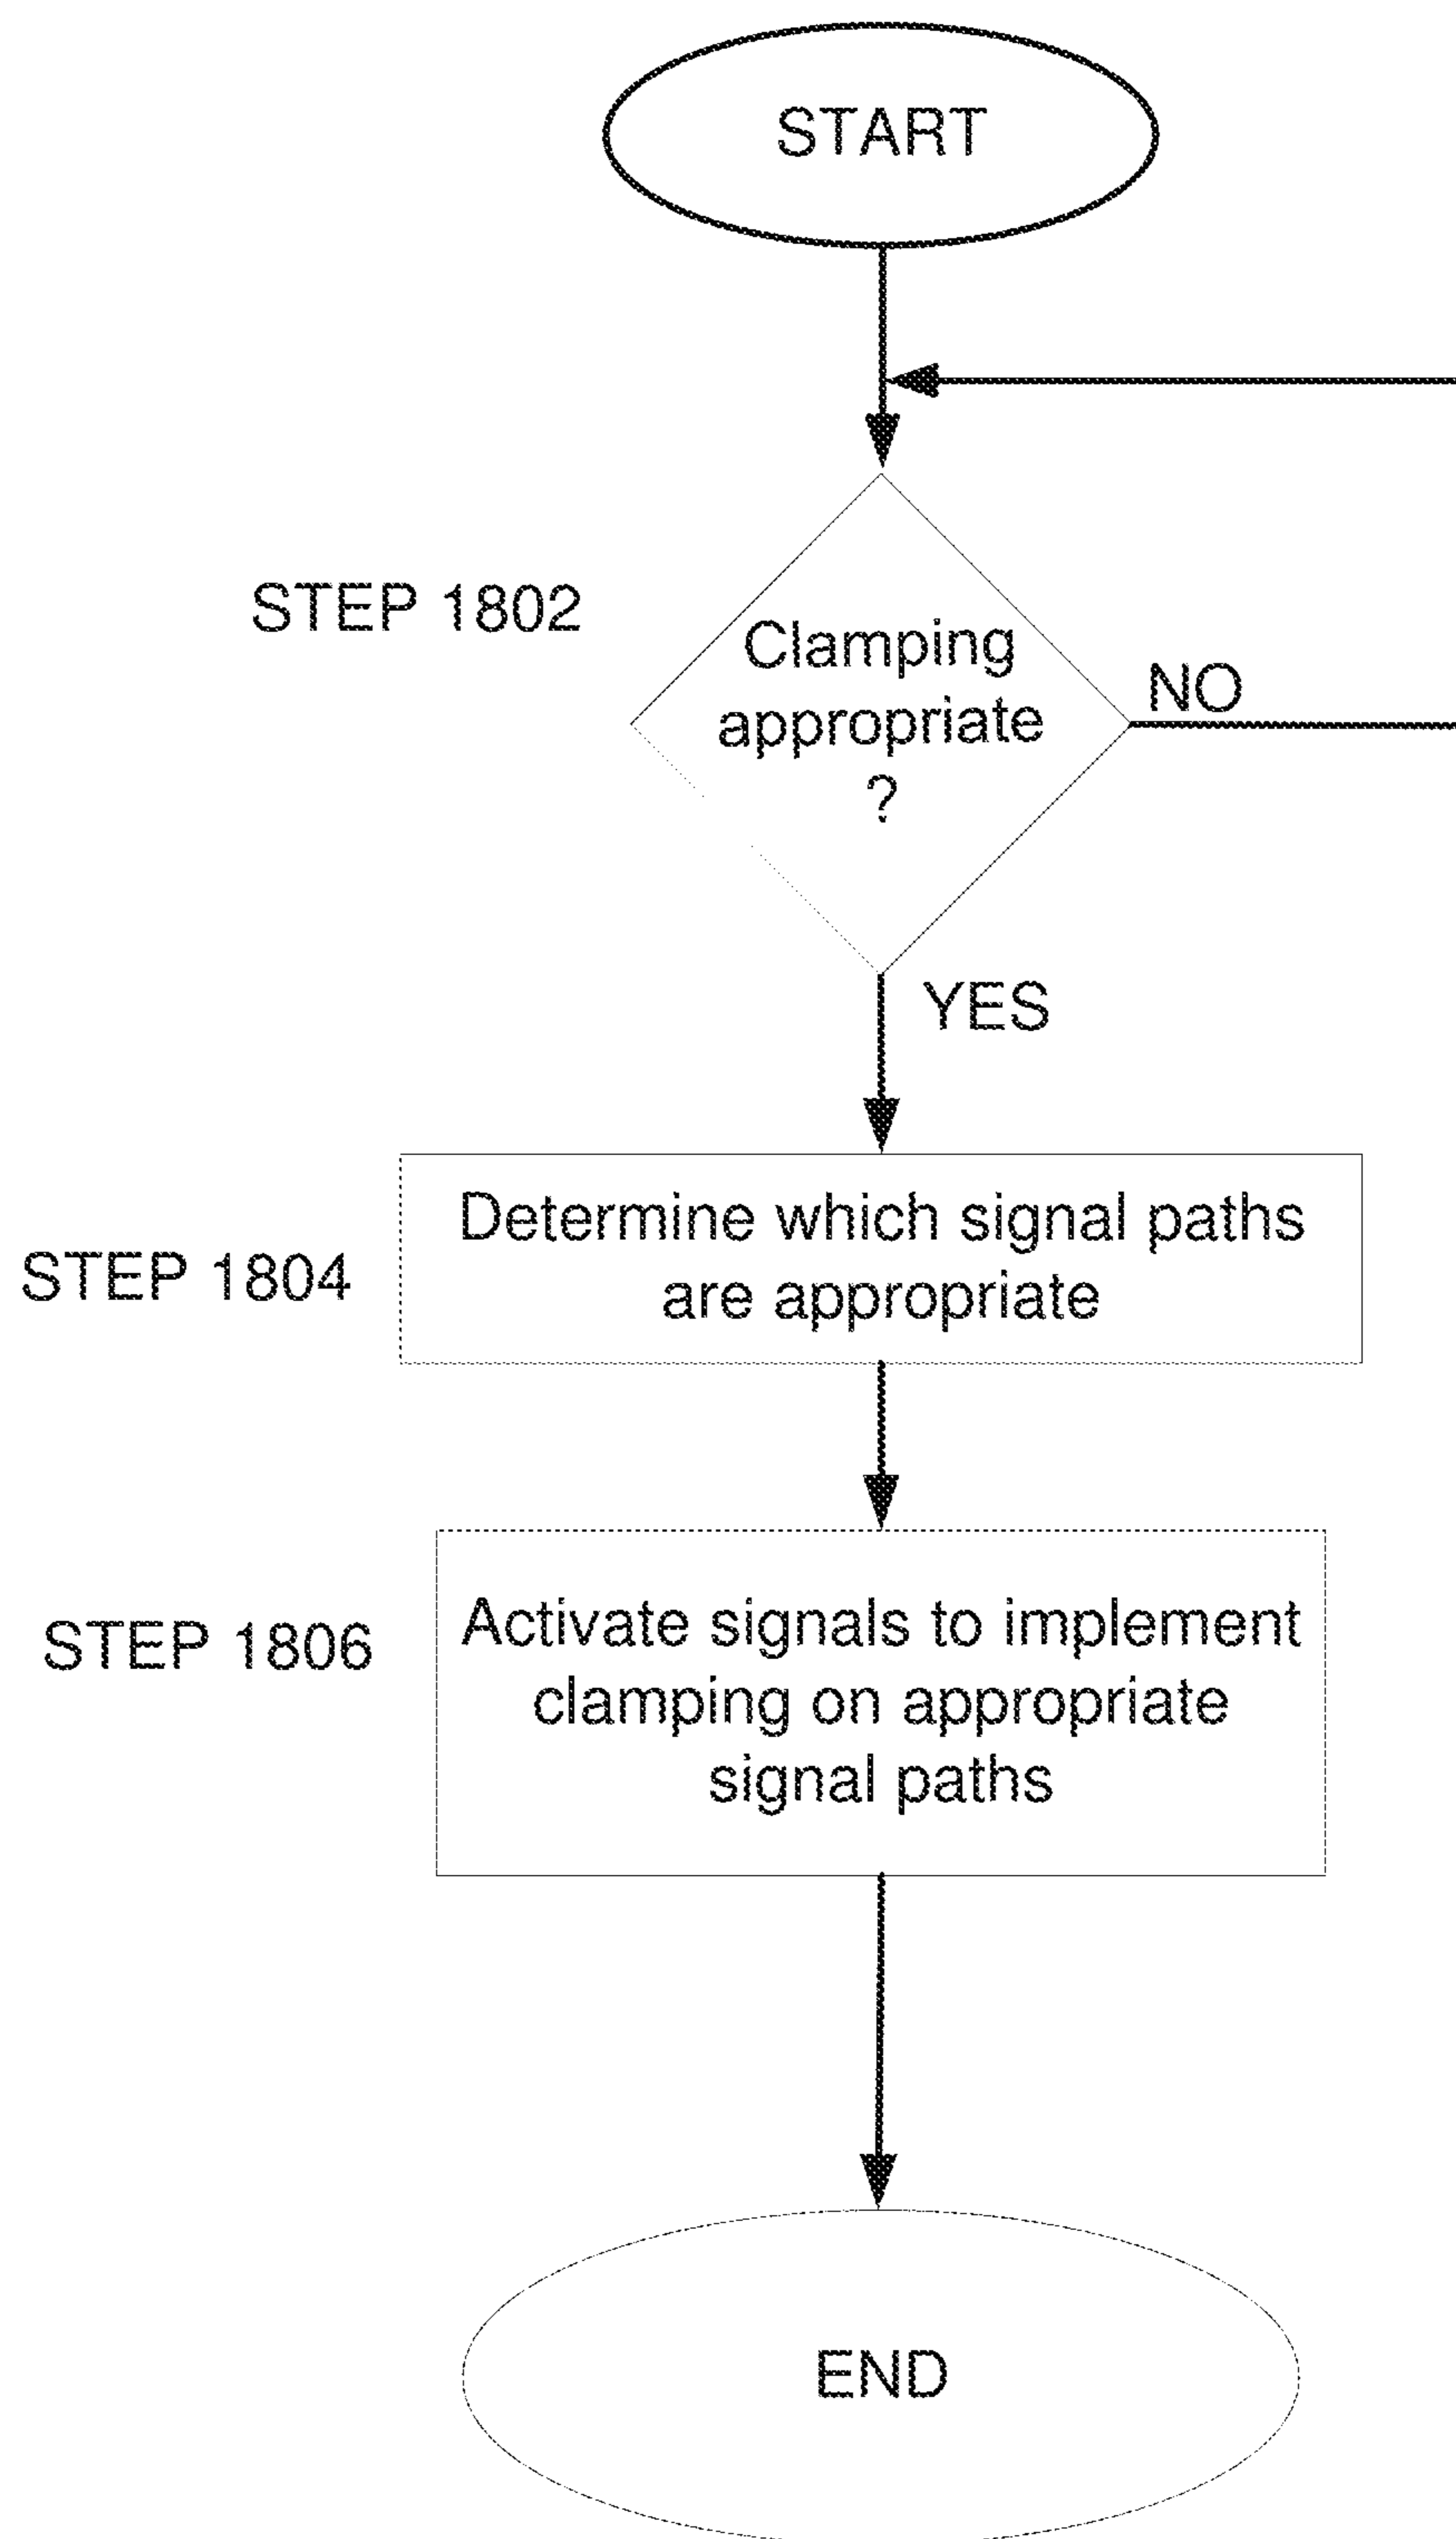 START
STEP 1802
Clamping
appropriate
?
NO
YES
STEP 1804
Determine which signal paths
are appropriate
STEP 1806
Activate signals to implement
clamping on appropriate
signal paths
END